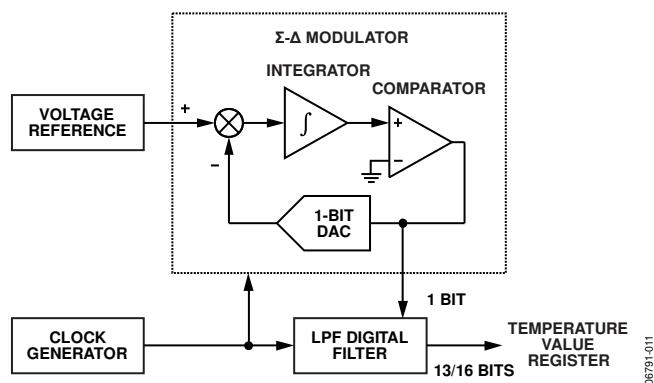 Σ-Δ MODULATOR
INTEGRATOR
COMPARATOR
VOLTAGE
REFERENCE
+
−
∫
+
−
1-BIT
DAC
1 BIT
CLOCK
GENERATOR
LPF DIGITAL
FILTER
13/16 BITS
TEMPERATURE
VALUE
REGISTER
06791-011